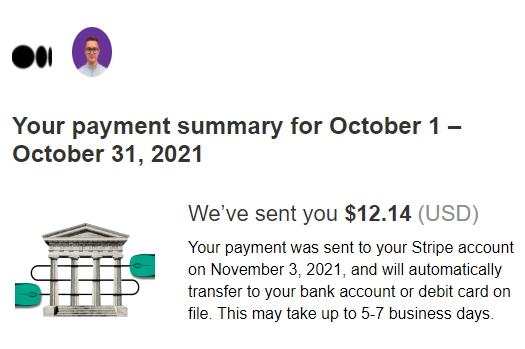 Your payment summary for October 1 –
October 31, 2021
We’ve sent you $12.14 (USD)
Your payment was sent to your Stripe account
on November 3, 2021, and will automatically
transfer to your bank account or debit card on
file. This may take up to 5-7 business days.